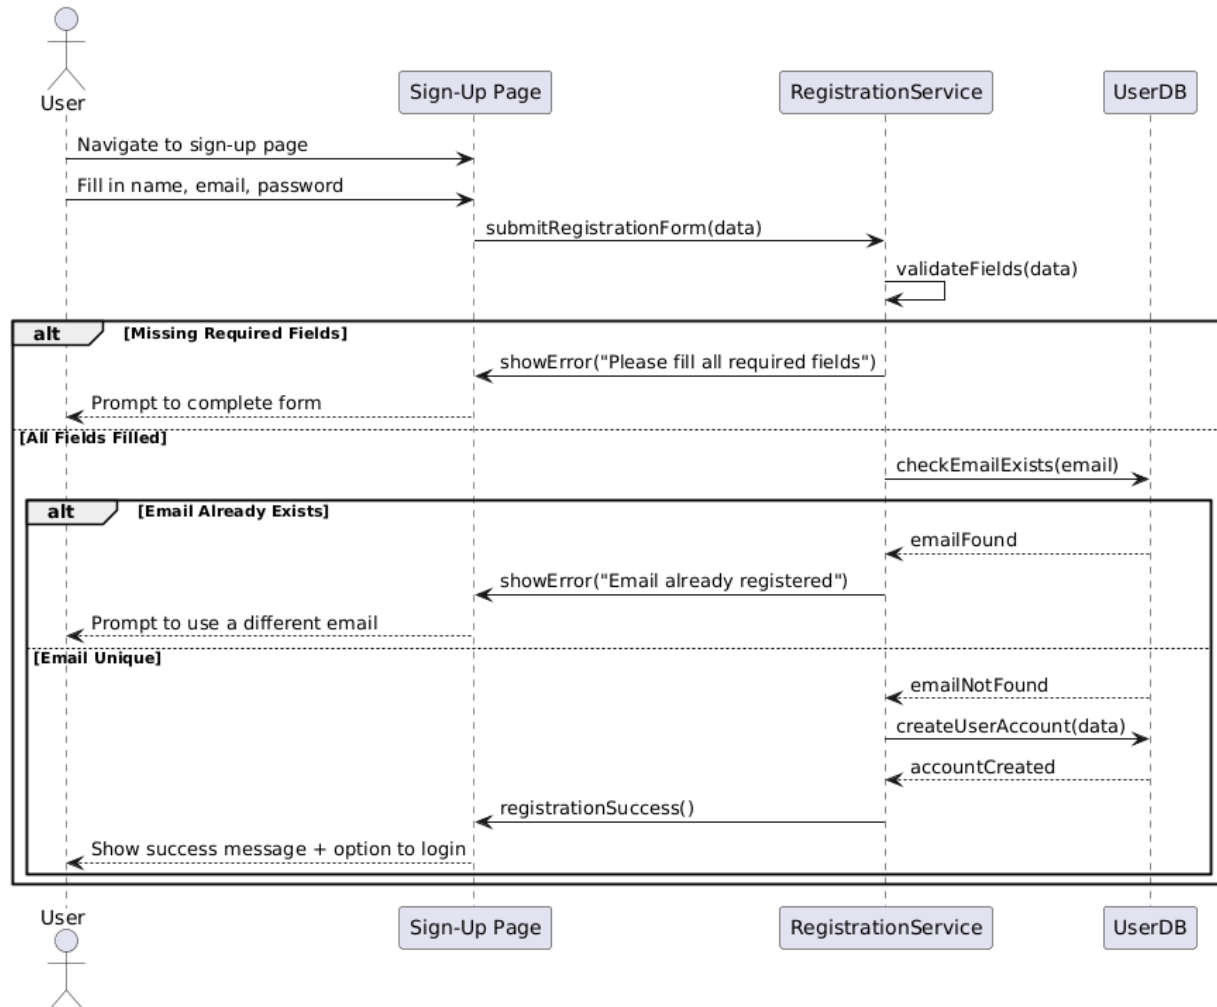 User
Sign-Up Page
RegistrationService
UserDB
Navigate to sign-up page
Fill in name, email, password
submitRegistrationForm(data)
validateFields(data)
alt
[Missing Required Fields]
showError("Please fill all required fields")
Prompt to complete form
[All Fields Filled]
checkEmailExists(email)
alt
[Email Already Exists]
emailFound
showError("Email already registered")
Prompt to use a different email
[Email Unique]
emailNotFound
createUserAccount(data)
accountCreated
registrationSuccess()
Show success message + option to login
User
Sign-Up Page
RegistrationService
UserDB